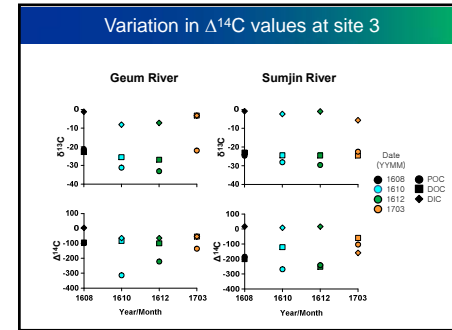 Variation in Δ¹⁴C values at site 3
Geum River
Sumjin River
δ¹³C
0
-10
-20
-30
-40
0
-10
-20
-30
-40
Δ¹⁴C
100
0
-100
-200
-300
-400
1608
1610
1612
1703
Year/Month
100
0
-100
-200
-300
-400
1608
1610
1612
1703
Year/Month
δ¹³C
Δ¹⁴C
Date
(YYMM)
1608
1610
1612
1703
POC
DOC
DIC